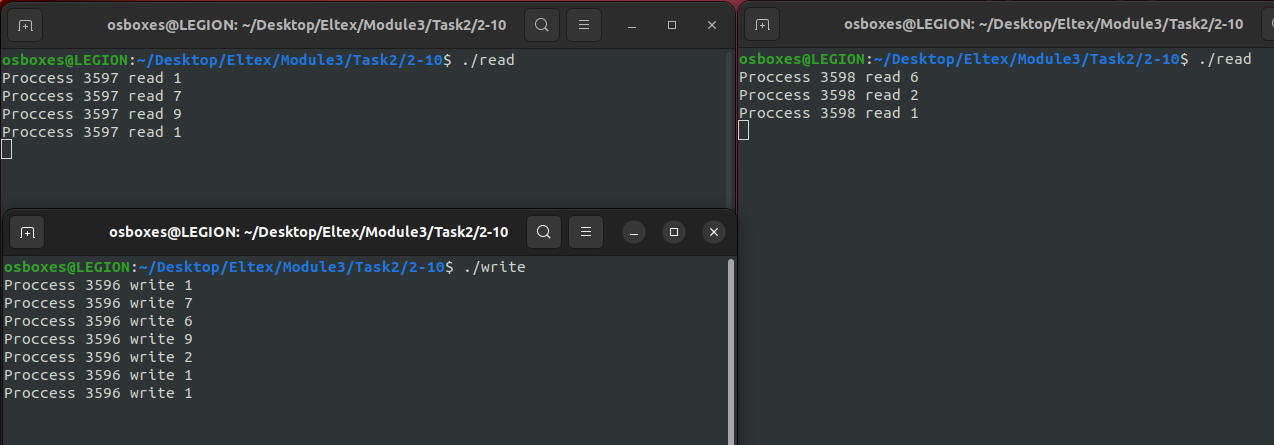 osboxes@LEGION: ~/Desktop/Eltex/Module3/Task2/2-10
osboxes@LEGION:~/Desktop/Eltex/Module3/Task2/2-10$ ./read
Proccess 3597 read 1
Proccess 3597 read 7
Proccess 3597 read 9
Proccess 3597 read 1
osboxes@LEGION: ~/Desktop/Eltex/Module3/Task2/2-10
osboxes@LEGION:~/Desktop/Eltex/Module3/Task2/2-10$ ./read
Proccess 3598 read 6
Proccess 3598 read 2
Proccess 3598 read 1
osboxes@LEGION: ~/Desktop/Eltex/Module3/Task2/2-10
osboxes@LEGION:~/Desktop/Eltex/Module3/Task2/2-10$ ./write
Proccess 3596 write 1
Proccess 3596 write 7
Proccess 3596 write 6
Proccess 3596 write 9
Proccess 3596 write 2
Proccess 3596 write 1
Proccess 3596 write 1